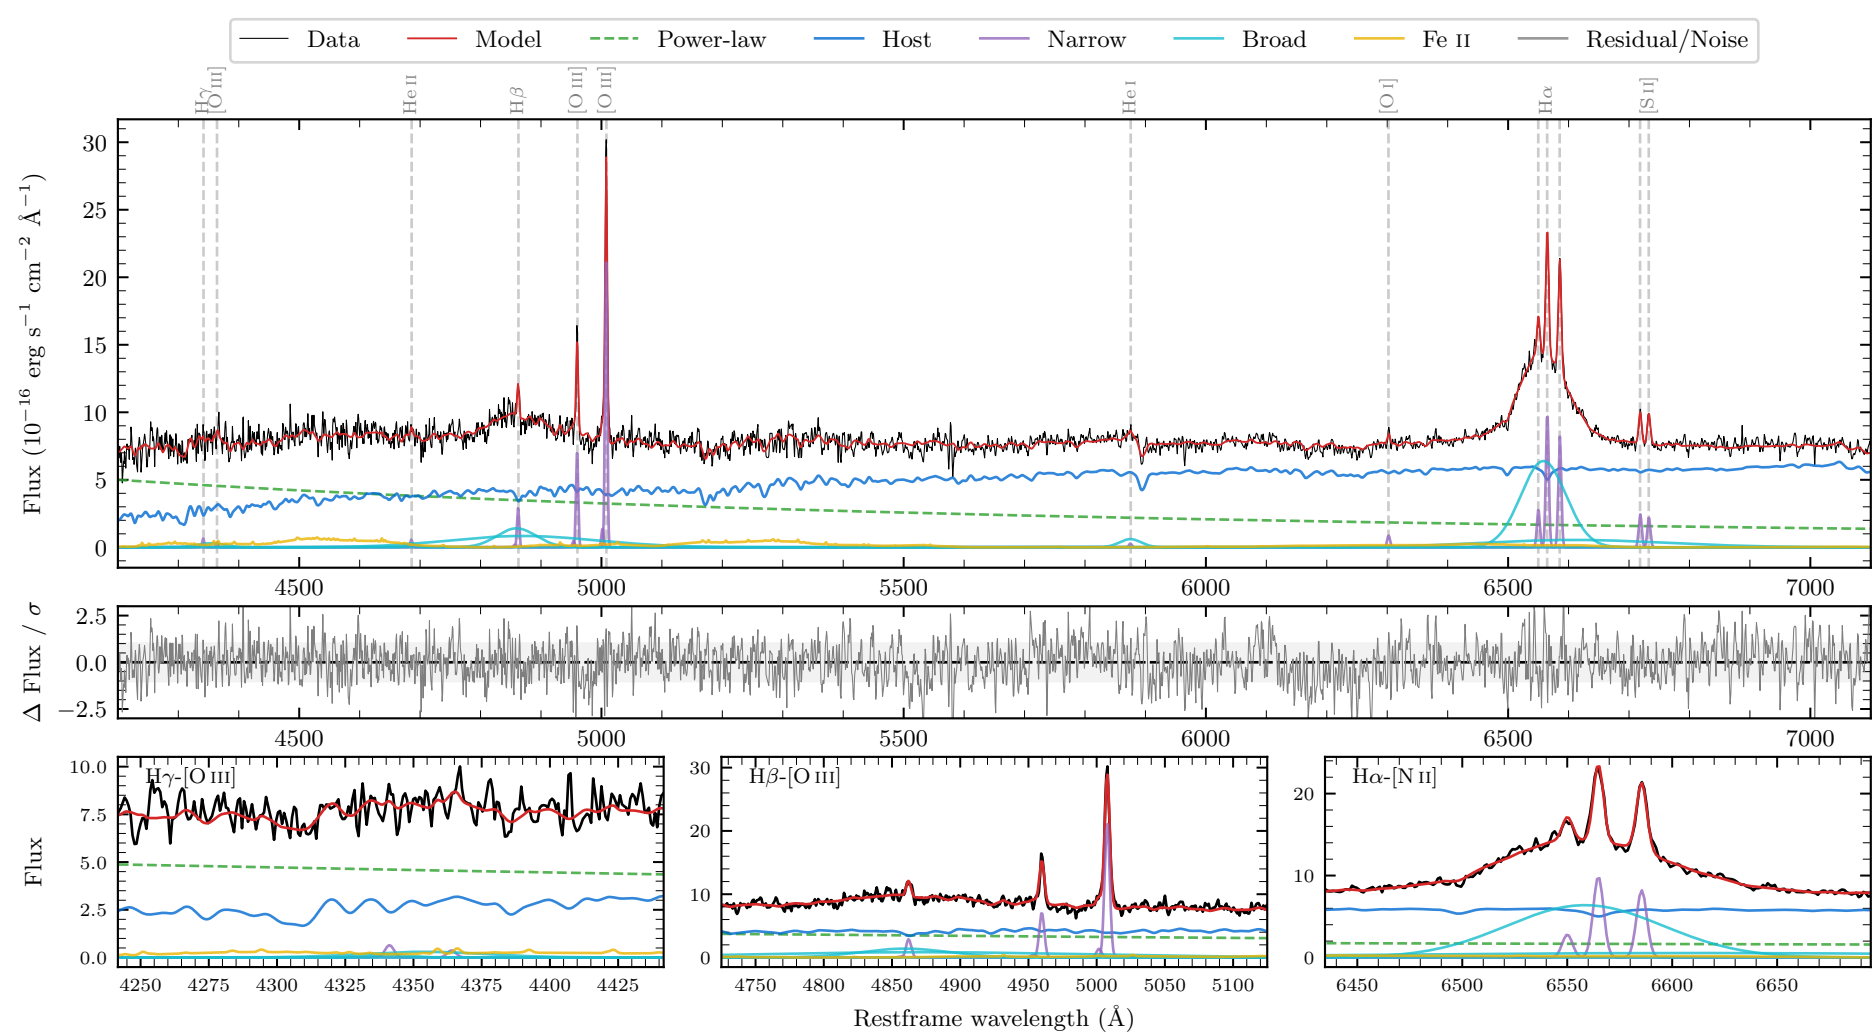 Data Model Power-law Host Narrow Broad Fe II Residual/Noise
Hγ [O III] He II Hβ [O III] [O III] He I [O I] Hα [S II]
Flux (10−16 erg s−1 cm−2 Å−1)
30
25
20
15
10
5
0
4500 5000 5500 6000 6500 7000
Δ Flux / σ
2.5
0.0
−2.5
4500 5000 5500 6000 6500 7000
Flux
Hγ-[O III]
10.0
7.5
5.0
2.5
0.0
4250 4275 4300 4325 4350 4375 4400 4425
Hβ-[O III]
30
20
10
0
4750 4800 4850 4900 4950 5000 5050 5100
Hα-[N II]
20
10
0
6450 6500 6550 6600 6650
Restframe wavelength (Å)